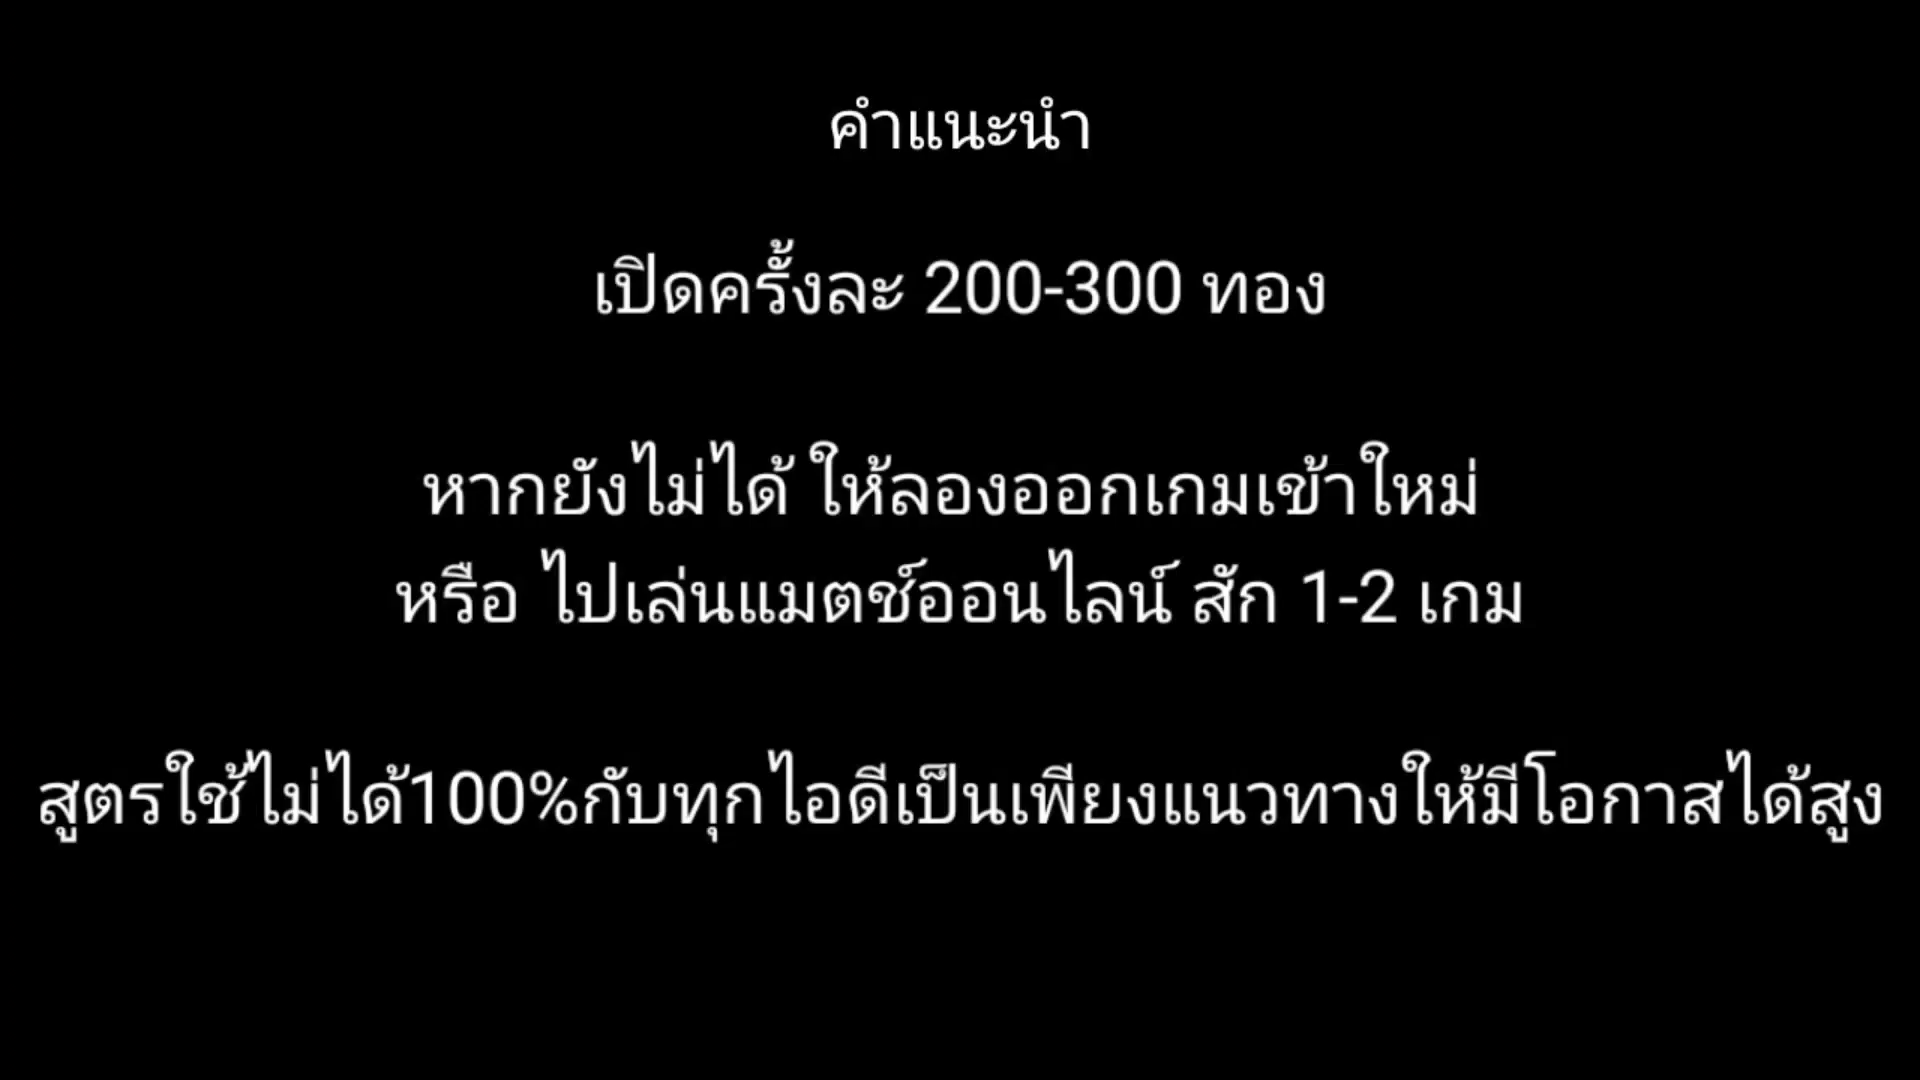 คำแนะนำ
เปิดครั้งละ 200-300 ทอง
หากยังไม่ได้ ให้ลองออกเกมเข้าใหม่
หรือ ไปเล่นแมตช์ออนไลน์ สัก 1-2 เกม
สูตรใช้ไม่ได้100%กับทุกไอดีเป็นเพียงแนวทางให้มีโอกาสได้สูง